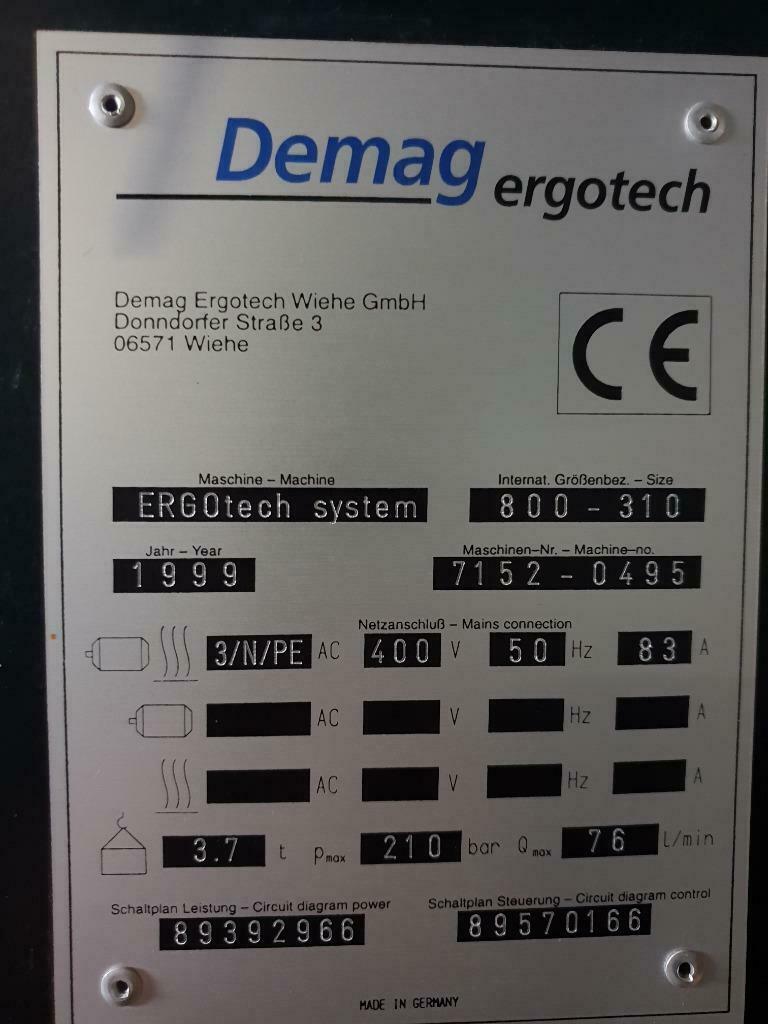 Demag ergotech
Demag Ergotech Wiehe GmbH
Donndorfer Straße 3
06571 Wiehe
CE
Maschine – Machine
ERGOtech system
Internat. Größenbez. – Size
800 – 310
Jahr – Year
1999
Maschinen–Nr. – Machine–no.
7152 – 0495
Netzanschluß – Mains connection
3/N/PE AC 400 V 50 Hz 83 A
AC V Hz A
AC V Hz A
3.7 t pmax 210 bar Qmax 76 l/min
Schaltplan Leistung – Circuit diagram power
89392966
Schaltplan Steuerung – Circuit diagram control
89570166
MADE IN GERMANY